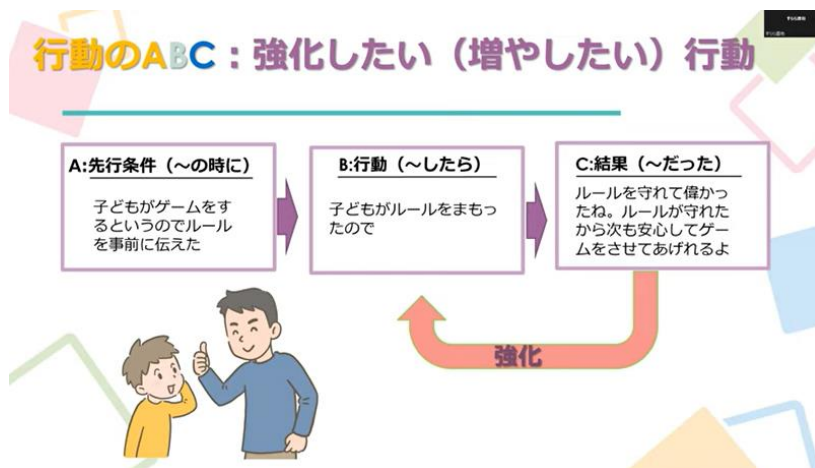 行動のABC：強化したい（増やしたい）行動
A:先行条件（～の時に）
子どもがゲームをす
るというのでルール
を事前に伝えた
B:行動（～したら）
子どもがルールをまもっ
たので
C:結果（～だった）
ルールを守れて偉かっ
たね。ルールが守れた
から次も安心してゲー
ムをさせてあげれるよ
強化